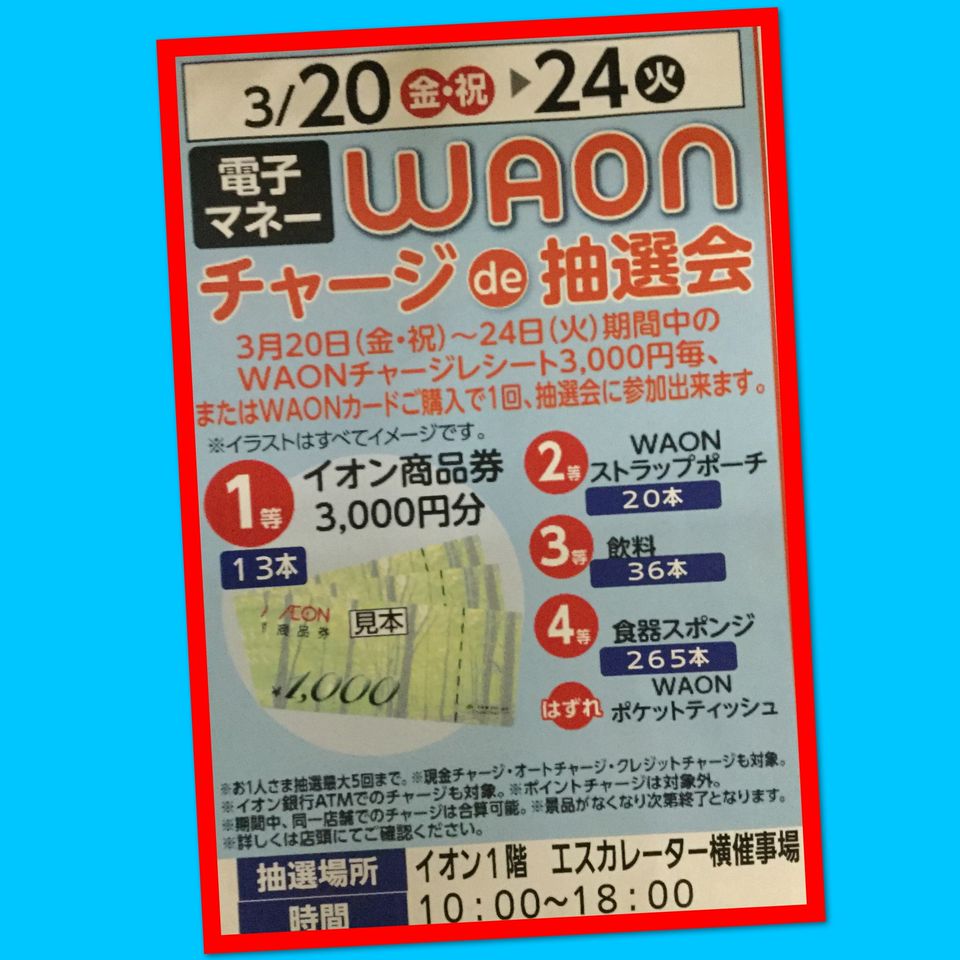 3/20 金・祝 ▶ 24 火
電子
マネー
WAON
チャージ de 抽選会
3月20日(金・祝)～24日(火)期間中の
WAONチャージレシート3,000円毎、
またはWAONカードご購入で1回、抽選会に参加出来ます。
※イラストはすべてイメージです。
1等
イオン商品券
3,000円分
13本
ÆON
商品券
見本
¥1,000
2等
WAON
ストラップポーチ
20本
3等
飲料
36本
4等
食器スポンジ
265本
はずれ
WAON
ポケットティッシュ
※お1人さま抽選最大5回まで。※現金チャージ・オートチャージ・クレジットチャージも対象。
※イオン銀行ATMでのチャージも対象。※ポイントチャージは対象外。
※期間中、同一店舗でのチャージは合算可能。※景品がなくなり次第終了となります。
※詳しくは店頭にてご確認ください。
抽選場所
イオン1階 エスカレーター横催事場
時間
10:00~18:00